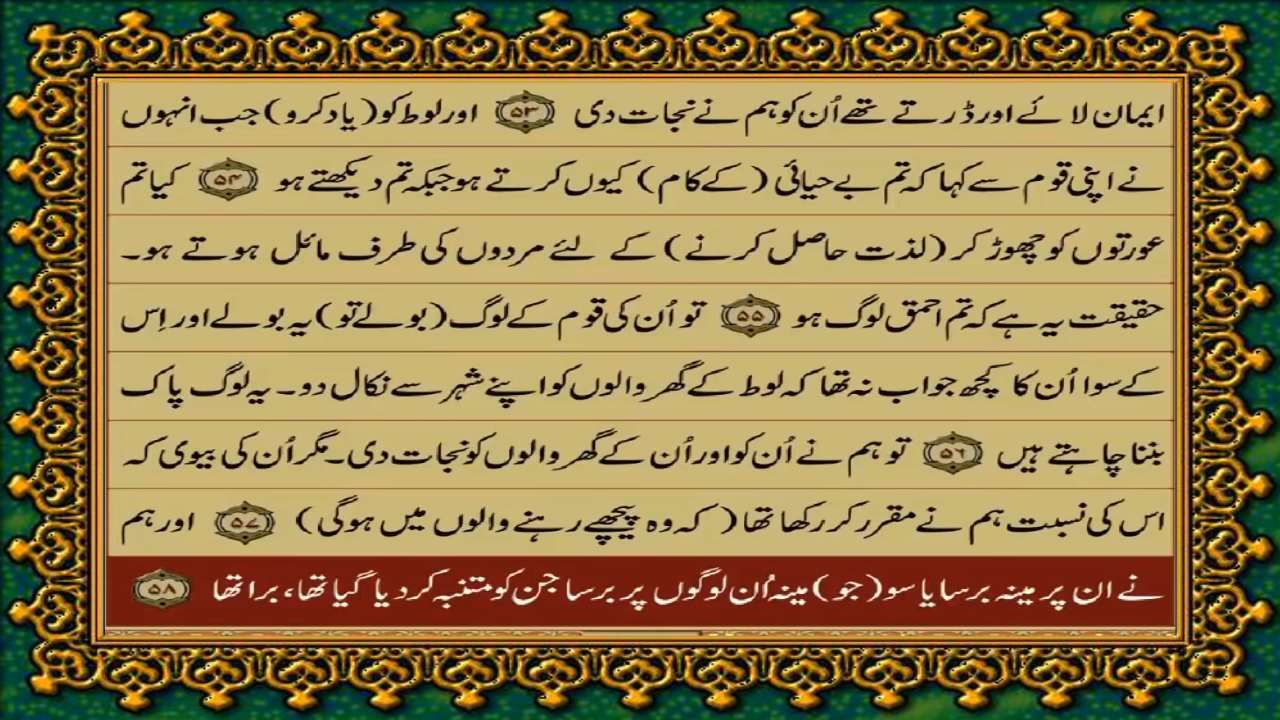 ایمان لائے اور ڈرتے تھے اُن کو ہم نے نجات دی ۵۳ اور لوط کو (یاد کرو) جب انہوں
نے اپنی قوم سے کہا کہ تم بے حیائی (کے کام) کیوں کرتے ہو جبکہ تم دیکھتے ہو ۵۴ کیا تم
عورتوں کو چھوڑ کر (لذت حاصل کرنے) کے لئے مردوں کی طرف مائل ہوتے ہو۔
حقیقت یہ ہے کہ تم احمق لوگ ہو ۵۵ تو اُن کی قوم کے لوگ (بولے تو) یہ بولے اور اِس
کے سوا اُن کا کچھ جواب نہ تھا کہ لوط کے گھر والوں کو اپنے شہر سے نکال دو۔ یہ لوگ پاک
بننا چاہتے ہیں ۵۶ تو ہم نے اُن کو اور اُن کے گھر والوں کو نجات دی۔ مگر اُن کی بیوی کہ
اس کی نسبت ہم نے مقرر کر رکھا تھا (کہ وہ پیچھے رہنے والوں میں ہوگی) ۵۷ اور ہم
نے ان پر مینہ برسایا سو (جو) مینہ اُن لوگوں پر برسا جن کو متنبہ کردیا گیا تھا، برا تھا ۵۸